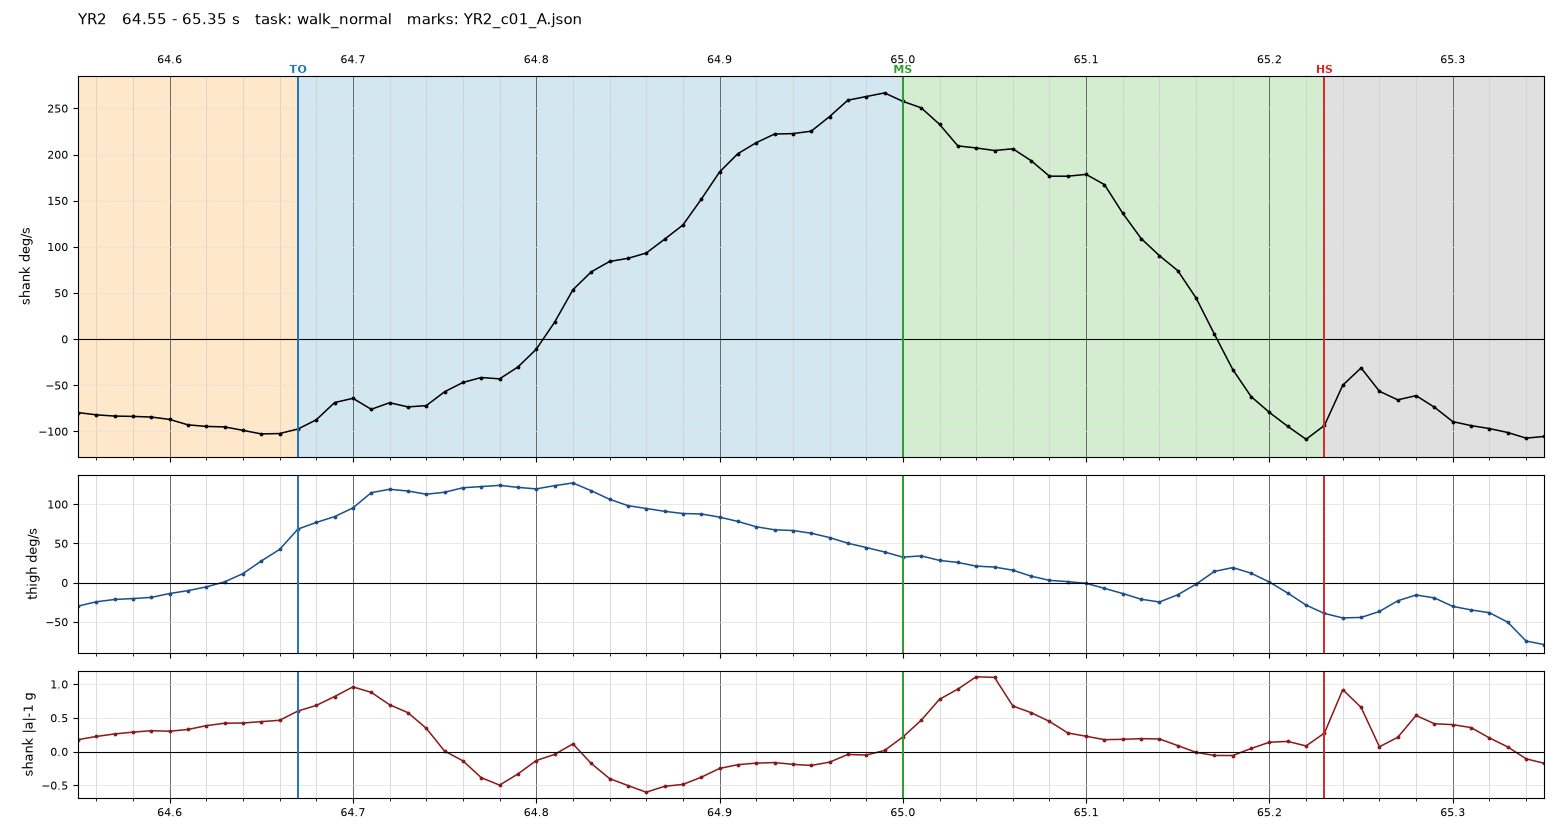 YR2   64.55 - 65.35 s   task: walk_normal   marks: YR2_c01_A.json
64.6 64.7 64.8 64.9 65.0 65.1 65.2 65.3
TO MS HS
shank deg/s
250
200
150
100
50
0
−50
−100
thigh deg/s
100
50
0
−50
shank |a|-1 g
1.0
0.5
0.0
−0.5
64.6 64.7 64.8 64.9 65.0 65.1 65.2 65.3